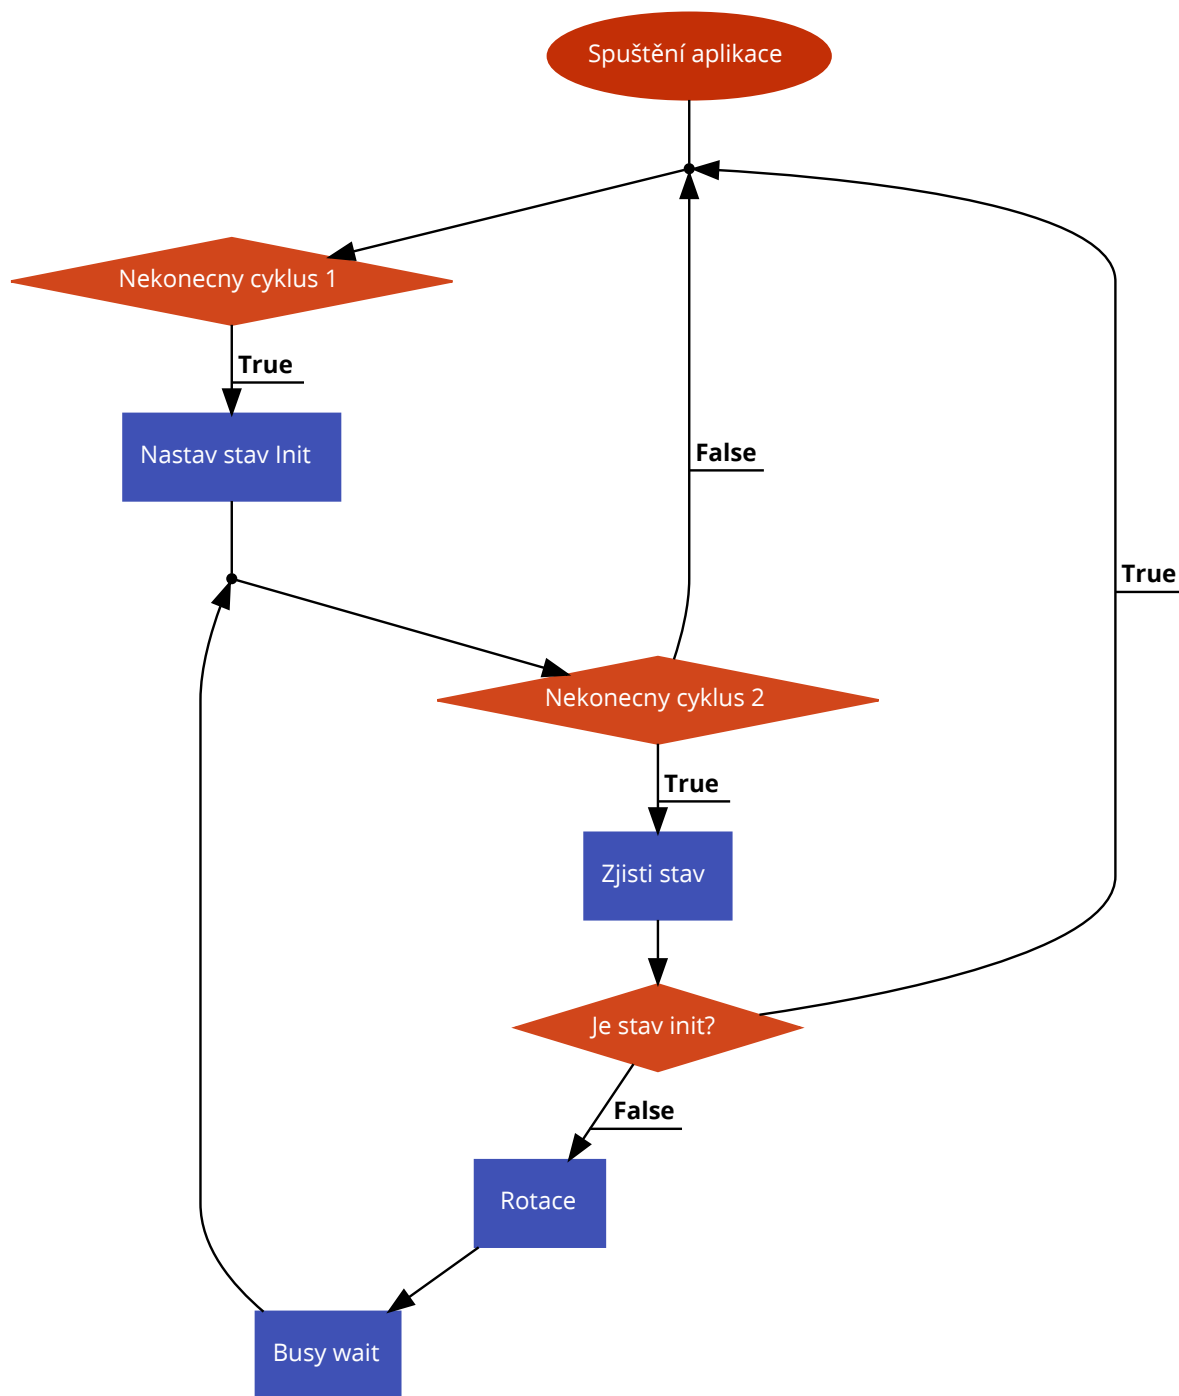 Spuštění aplikace
Nekonecny cyklus 1
True
Nastav stav Init
False
True
Nekonecny cyklus 2
True
Zjisti stav
Je stav init?
False
Rotace
Busy wait